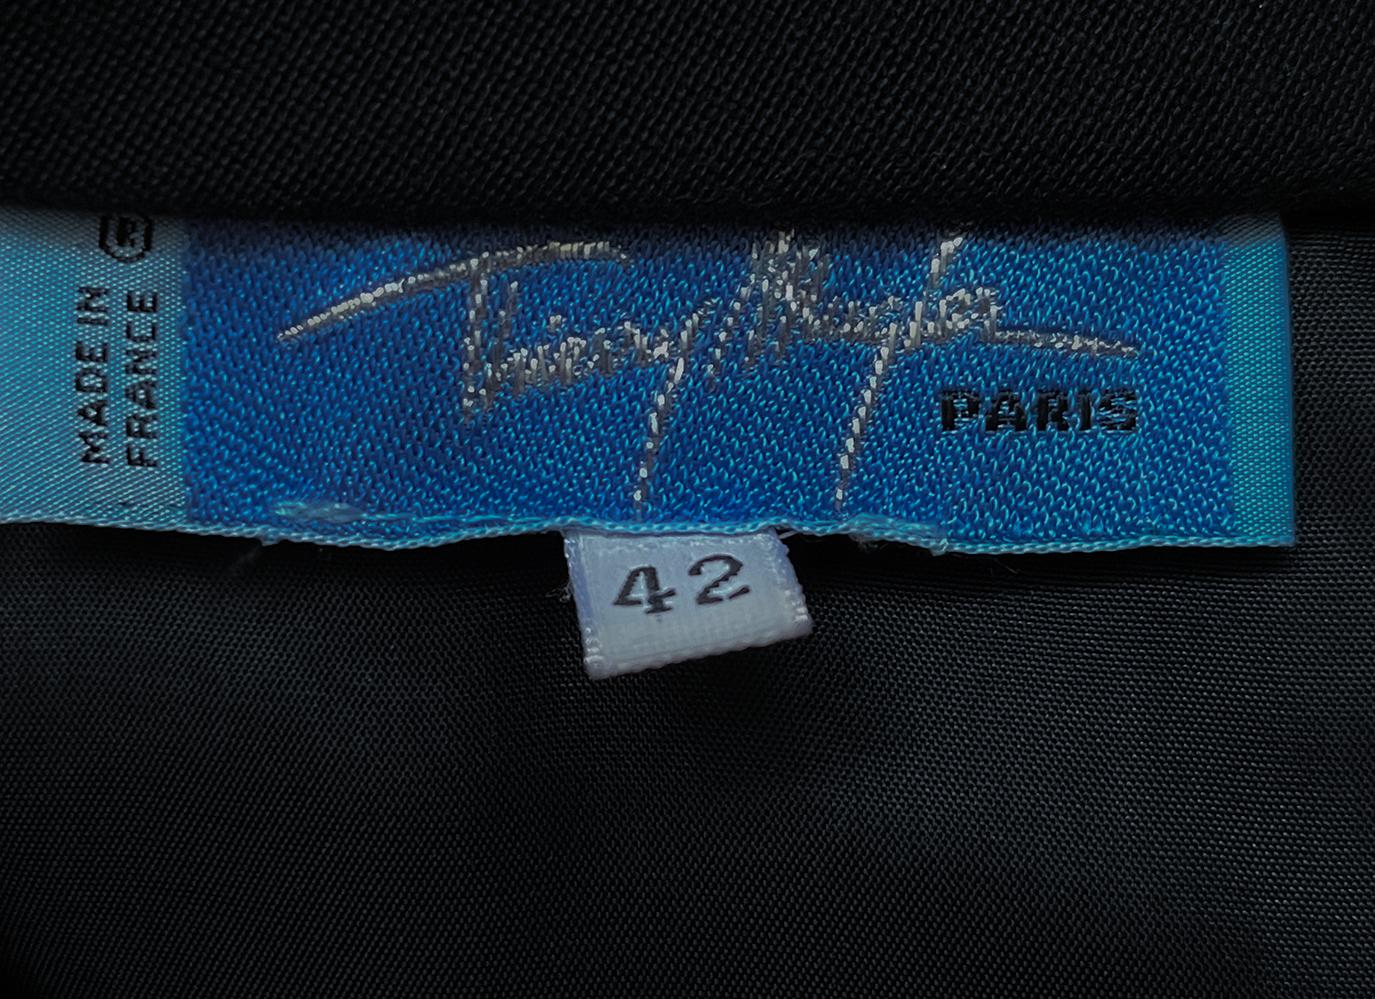 Thierry Mugler
PARIS
MADE IN
FRANCE ®
42